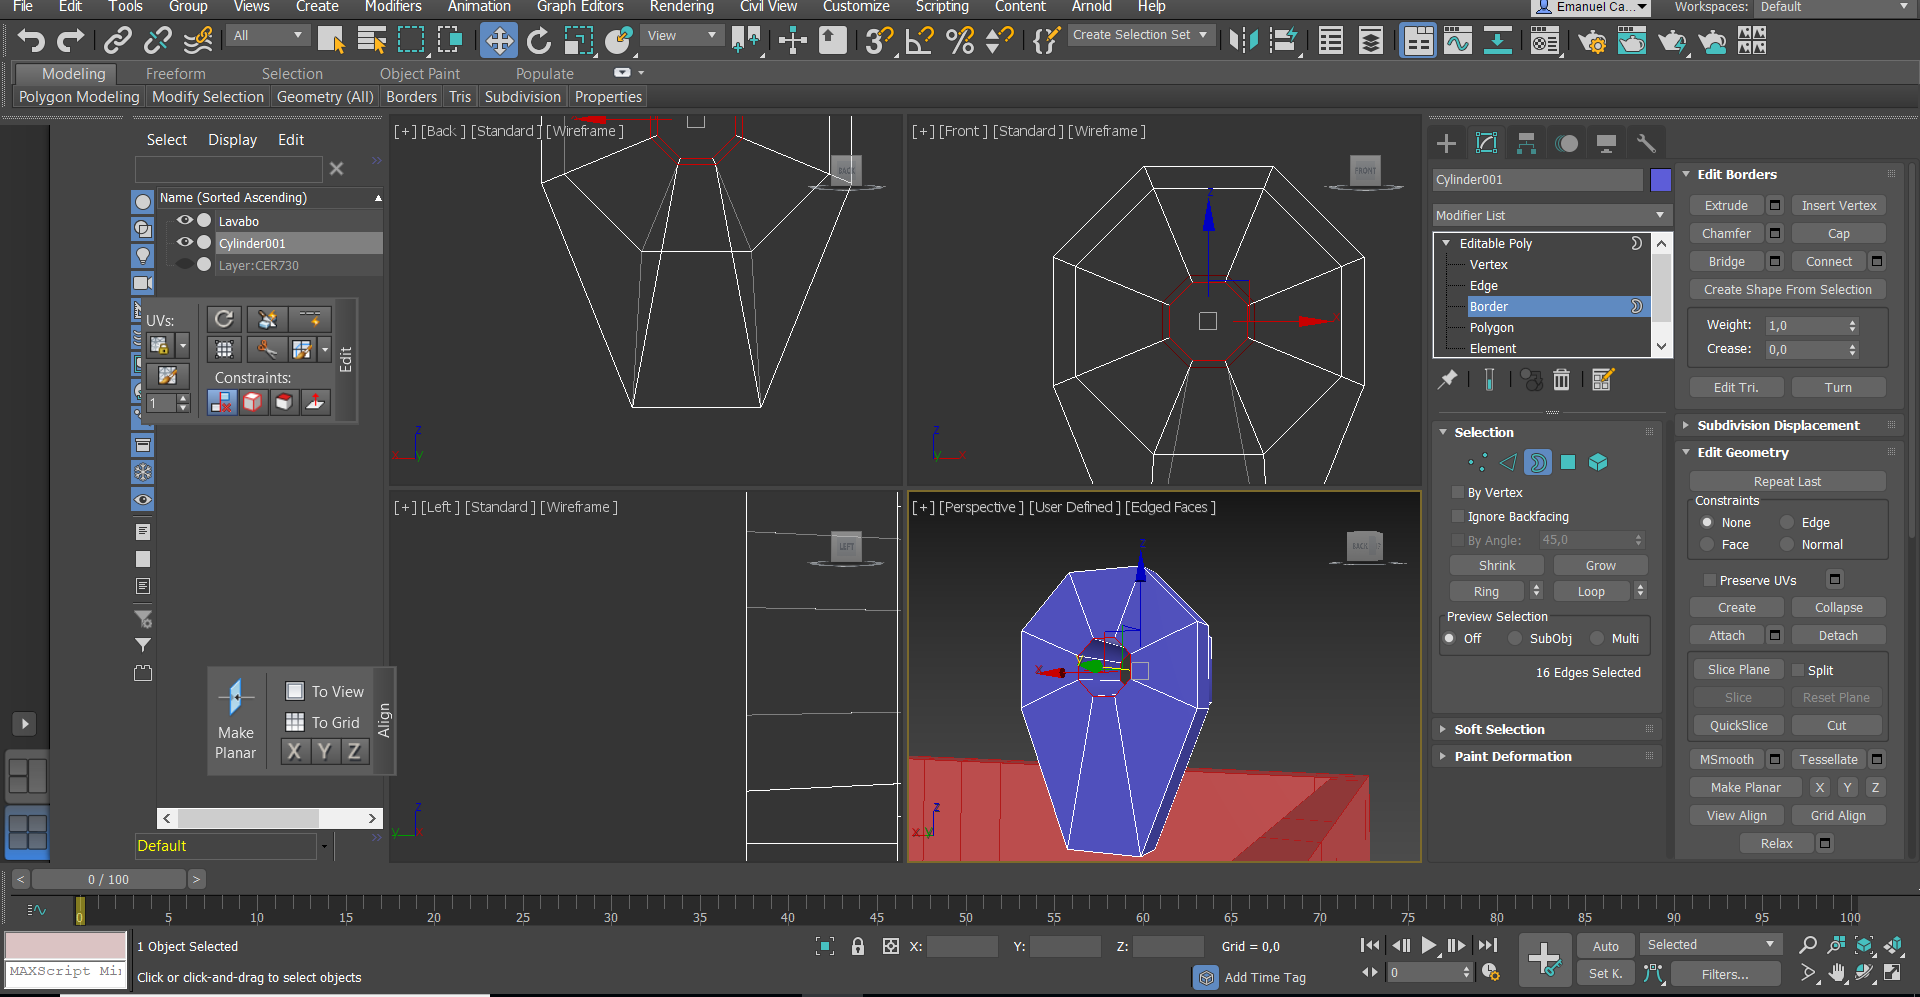 File Edit Tools Group Views Create Modifiers Animation Graph Editors Rendering Civil View Customize Scripting Content Arnold Help
Emanuel Ca... Workspaces: Default
All View Create Selection Set
Modeling Freeform Selection Object Paint Populate
Polygon Modeling Modify Selection Geometry (All) Borders Tris Subdivision Properties
Select Display Edit
Name (Sorted Ascending)
Lavabo
Cylinder001
Layer:CER730
UVs:
Constraints:
1
Edit
Make
Planar
To View
To Grid
X Y Z
Align
Default
[+] [Back ] [Standard ] [Wireframe ]
BACK
z
x y
[+] [Front ] [Standard ] [Wireframe ]
FRONT
z
z
y x
[+] [Left ] [Standard ] [Wireframe ]
LEFT
z
y x
[+] [Perspective ] [User Defined ] [Edged Faces ]
BACK
z
x
z
x y
Cylinder001
Modifier List
Editable Poly
Vertex
Edge
Border
Polygon
Element
Selection
By Vertex
Ignore Backfacing
By Angle: 45,0
Shrink Grow
Ring Loop
Preview Selection
Off SubObj Multi
16 Edges Selected
Soft Selection
Paint Deformation
Edit Borders
Extrude Insert Vertex
Chamfer Cap
Bridge Connect
Create Shape From Selection
Weight: 1,0
Crease: 0,0
Edit Tri. Turn
Subdivision Displacement
Edit Geometry
Repeat Last
Constraints
None Edge
Face Normal
Preserve UVs
Create Collapse
Attach Detach
Slice Plane Split
Slice Reset Plane
QuickSlice Cut
MSmooth Tessellate
Make Planar X Y Z
View Align Grid Align
Relax
< 0 / 100 >
0 5 10 15 20 25 30 35 40 45 50 55 60 65 70 75 80 85 90 95 100
1 Object Selected
X: Y: Z: Grid = 0,0
Auto Selected
MAXScript Mi
Click or click-and-drag to select objects
Add Time Tag
0
Set K. Filters...